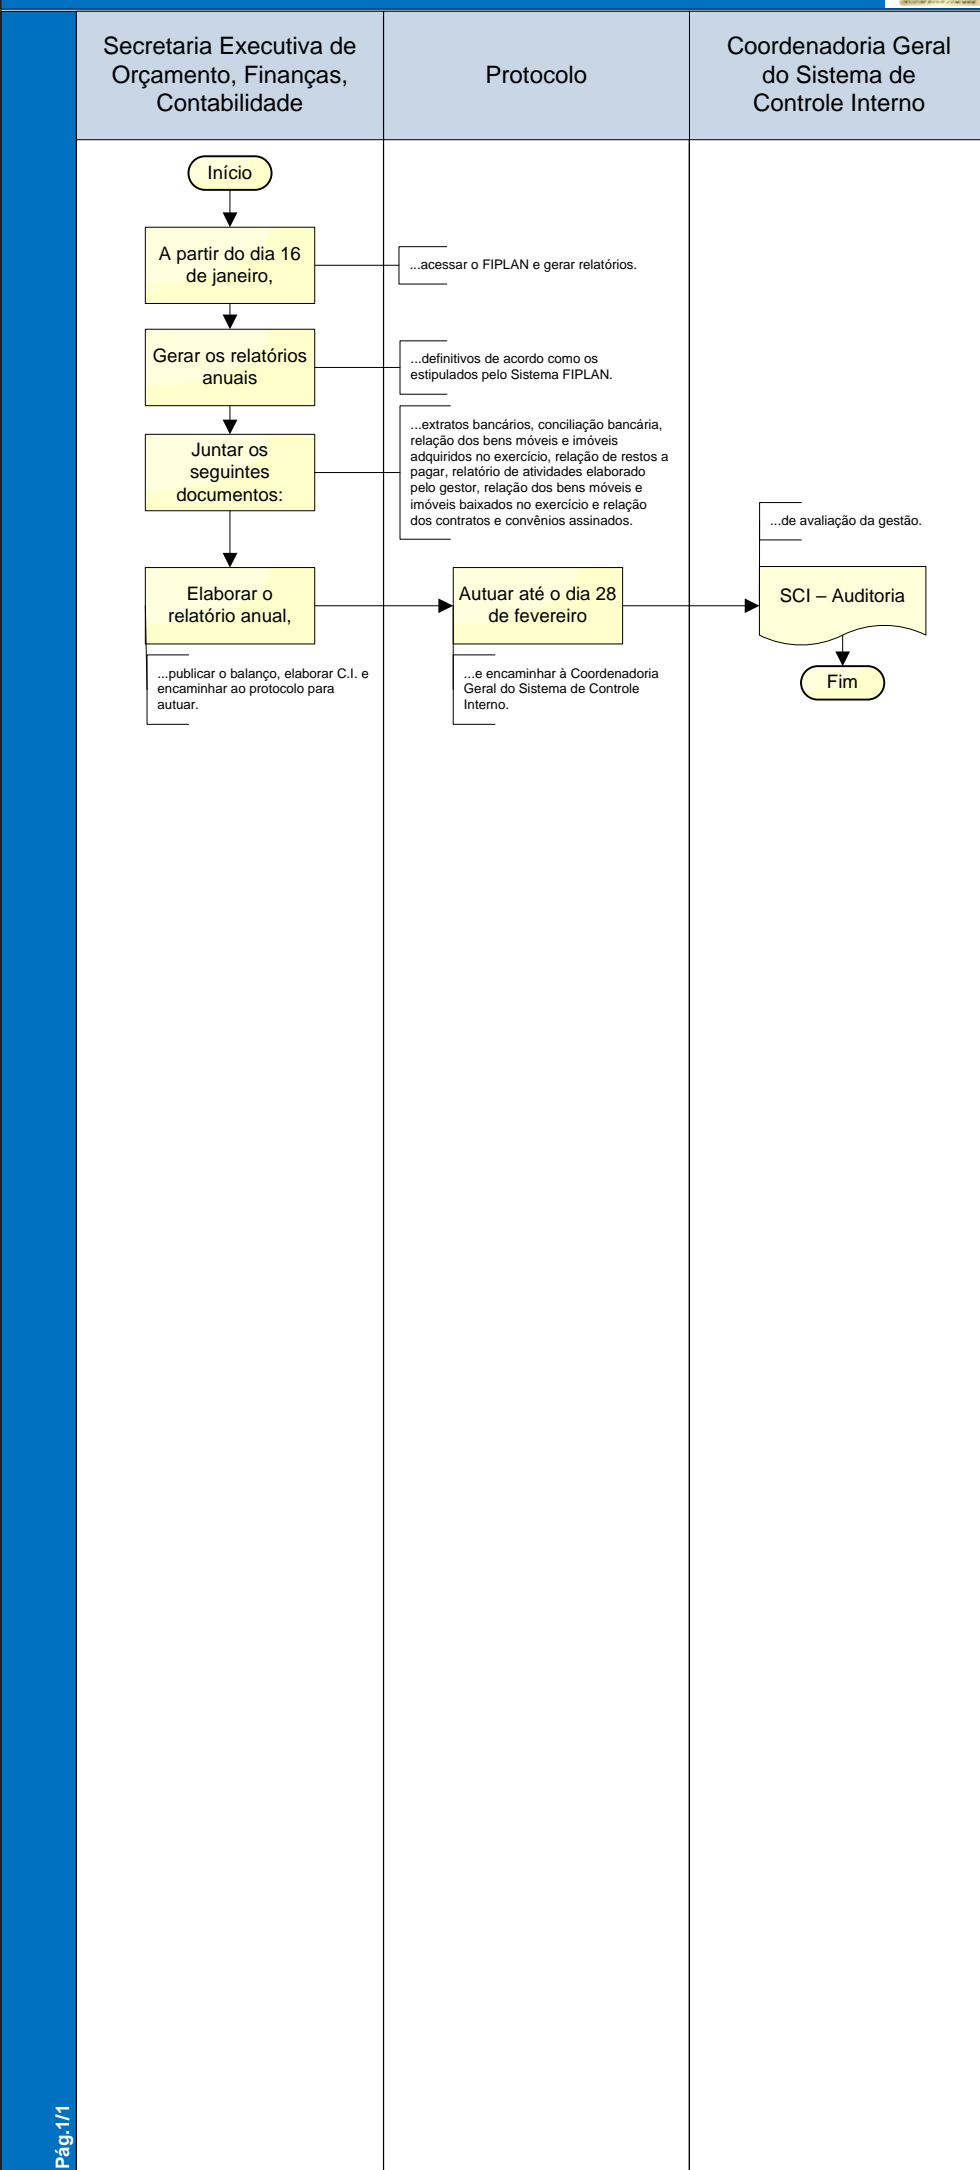 Secretaria Executiva de
Orçamento, Finanças,
Contabilidade
Protocolo
Coordenadoria Geral
do Sistema de
Controle Interno
Início
A partir do dia 16
de janeiro,
...acessar o FIPLAN e gerar relatórios.
Gerar os relatórios
anuais
...definitivos de acordo como os
estipulados pelo Sistema FIPLAN.
Juntar os
seguintes
documentos:
...extratos bancários, conciliação bancária,
relação dos bens móveis e imóveis
adquiridos no exercício, relação de restos a
pagar, relatório de atividades elaborado
pelo gestor, relação dos bens móveis e
imóveis baixados no exercício e relação
dos contratos e convênios assinados.
Elaborar o
relatório anual,
...publicar o balanço, elaborar C.I. e
encaminhar ao protocolo para
autuar.
Autuar até o dia 28
de fevereiro
...e encaminhar à Coordenadoria
Geral do Sistema de Controle
Interno.
...de avaliação da gestão.
SCI – Auditoria
Fim
Pág.1/1